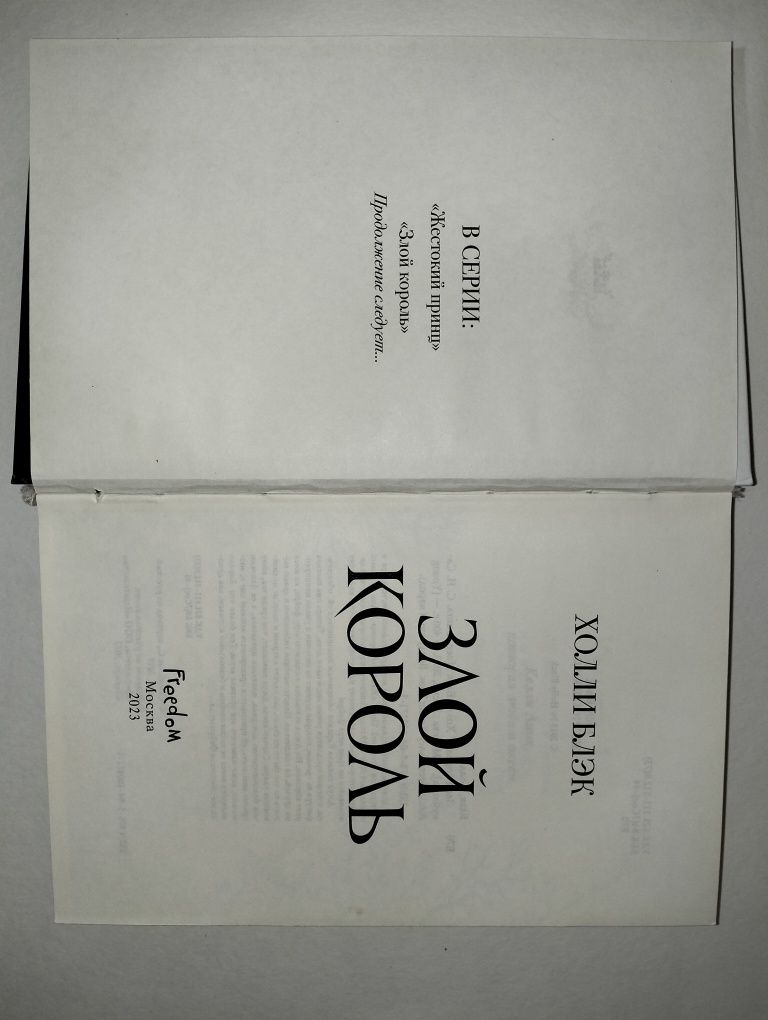 В СЕРИИ:
«Жестокий принц»
«Злой король»
Продолжение следует...
ХОЛЛИ БЛЭК
ЗЛОЙ
КОРОЛЬ
FreedoM
Москва
2023